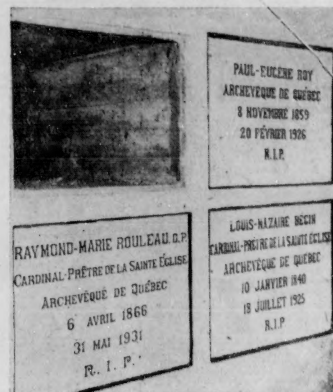 PAUL-EUGÈNE ROY
ARCHEVÊQUE DE QUÉBEC
8 NOVEMBRE 1859
20 FÉVRIER 1926
R.I.P.
RAYMOND-MARIE ROULEAU. O.P.
CARDINAL-PRÊTRE DE LA SAINTE ÉGLISE
ARCHEVÊQUE DE QUÉBEC
6 AVRIL 1866
31 MAI 1931
R. I. P.
LOUIS-NAZAIRE BÉGIN
CARDINAL-PRÊTRE DE LA SAINTE ÉGLISE
ARCHEVÊQUE DE QUÉBEC
10 JANVIER 1840
18 JUILLET 1925
R.I.P